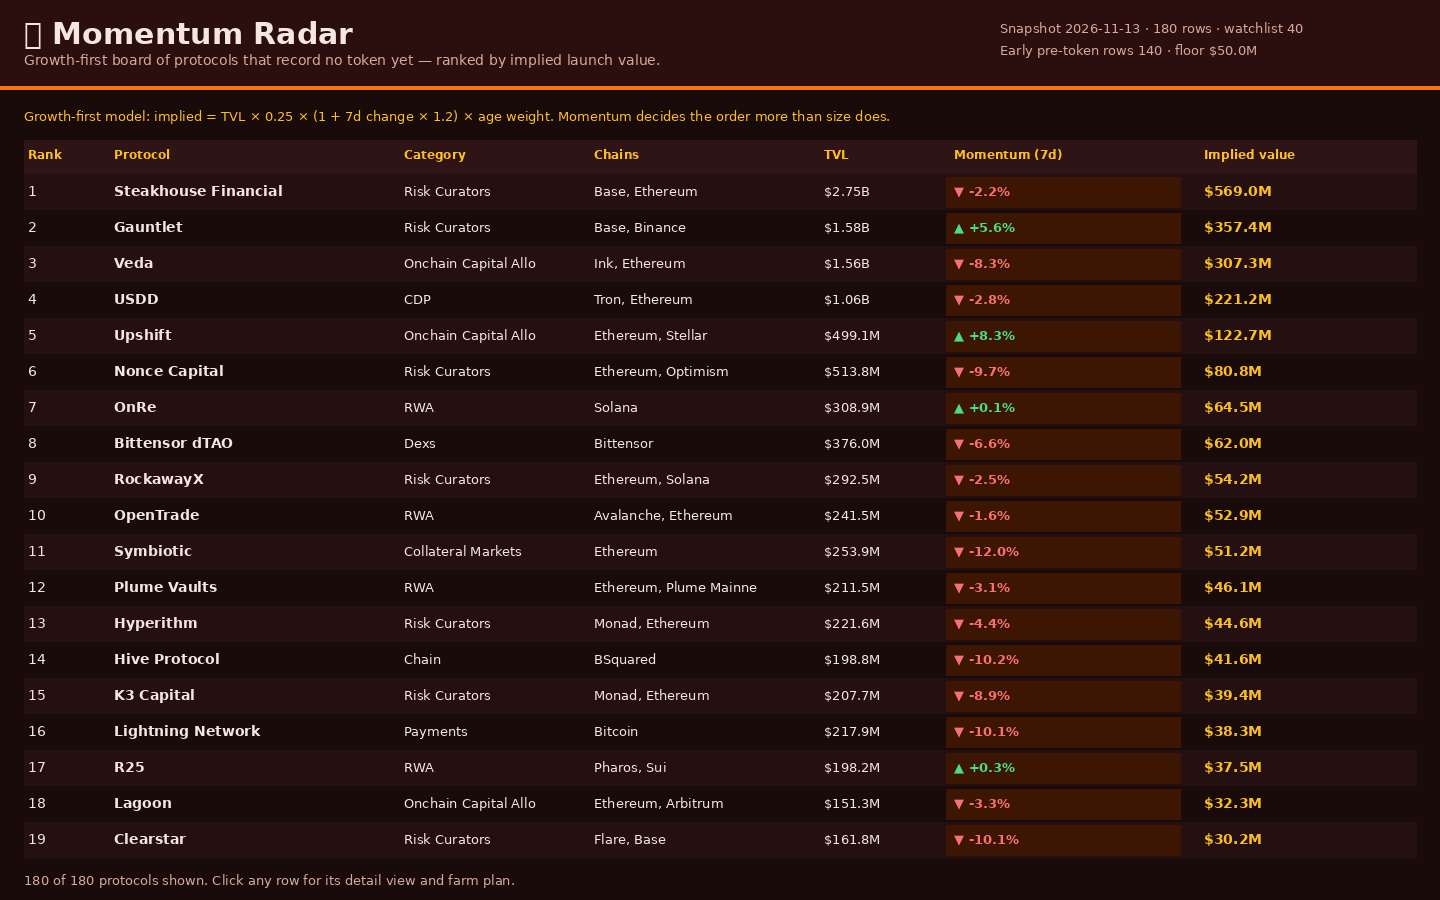 Momentum Radar
Growth-first board of protocols that record no token yet — ranked by implied launch value.
Snapshot 2026-11-13 · 180 rows · watchlist 40
Early pre-token rows 140 · floor $50.0M
Growth-first model: implied = TVL × 0.25 × (1 + 7d change × 1.2) × age weight. Momentum decides the order more than size does.
Rank Protocol Category Chains TVL Momentum (7d) Implied value
1 Steakhouse Financial Risk Curators Base, Ethereum $2.75B ▼ -2.2% $569.0M
2 Gauntlet Risk Curators Base, Binance $1.58B ▲ +5.6% $357.4M
3 Veda Onchain Capital Allo Ink, Ethereum $1.56B ▼ -8.3% $307.3M
4 USDD CDP Tron, Ethereum $1.06B ▼ -2.8% $221.2M
5 Upshift Onchain Capital Allo Ethereum, Stellar $499.1M ▲ +8.3% $122.7M
6 Nonce Capital Risk Curators Ethereum, Optimism $513.8M ▼ -9.7% $80.8M
7 OnRe RWA Solana $308.9M ▲ +0.1% $64.5M
8 Bittensor dTAO Dexs Bittensor $376.0M ▼ -6.6% $62.0M
9 RockawayX Risk Curators Ethereum, Solana $292.5M ▼ -2.5% $54.2M
10 OpenTrade RWA Avalanche, Ethereum $241.5M ▼ -1.6% $52.9M
11 Symbiotic Collateral Markets Ethereum $253.9M ▼ -12.0% $51.2M
12 Plume Vaults RWA Ethereum, Plume Mainne $211.5M ▼ -3.1% $46.1M
13 Hyperithm Risk Curators Monad, Ethereum $221.6M ▼ -4.4% $44.6M
14 Hive Protocol Chain BSquared $198.8M ▼ -10.2% $41.6M
15 K3 Capital Risk Curators Monad, Ethereum $207.7M ▼ -8.9% $39.4M
16 Lightning Network Payments Bitcoin $217.9M ▼ -10.1% $38.3M
17 R25 RWA Pharos, Sui $198.2M ▲ +0.3% $37.5M
18 Lagoon Onchain Capital Allo Ethereum, Arbitrum $151.3M ▼ -3.3% $32.3M
19 Clearstar Risk Curators Flare, Base $161.8M ▼ -10.1% $30.2M
180 of 180 protocols shown. Click any row for its detail view and farm plan.